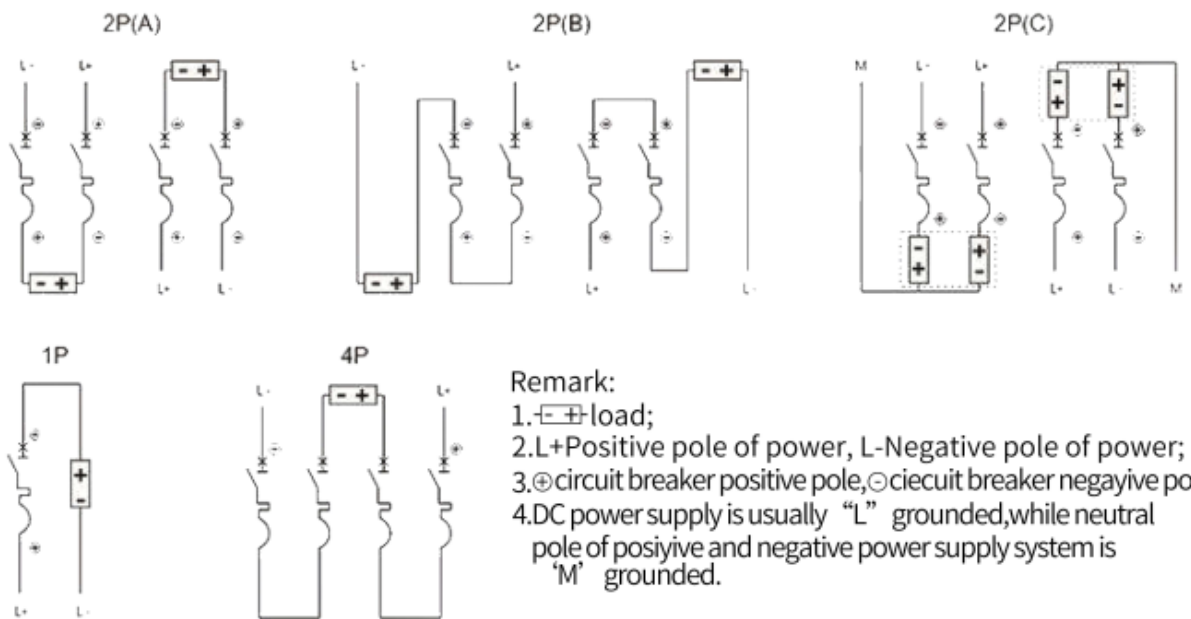 2P(A)
2P(B)
2P(C)
L-
L+
L-
L+
M
L-
L+
L+
L-
L+
L-
L+
L-
M
1P
4P
L-
L+
L+
L-
Remark:
1.- + load;
2.L+Positive pole of power, L-Negative pole of power;
3.⊕circuit breaker positive pole,⊖ciecuit breaker negayive po
4.DC power supply is usually “L” grounded,while neutral
pole of posiyive and negative power supply system is
‘M’ grounded.